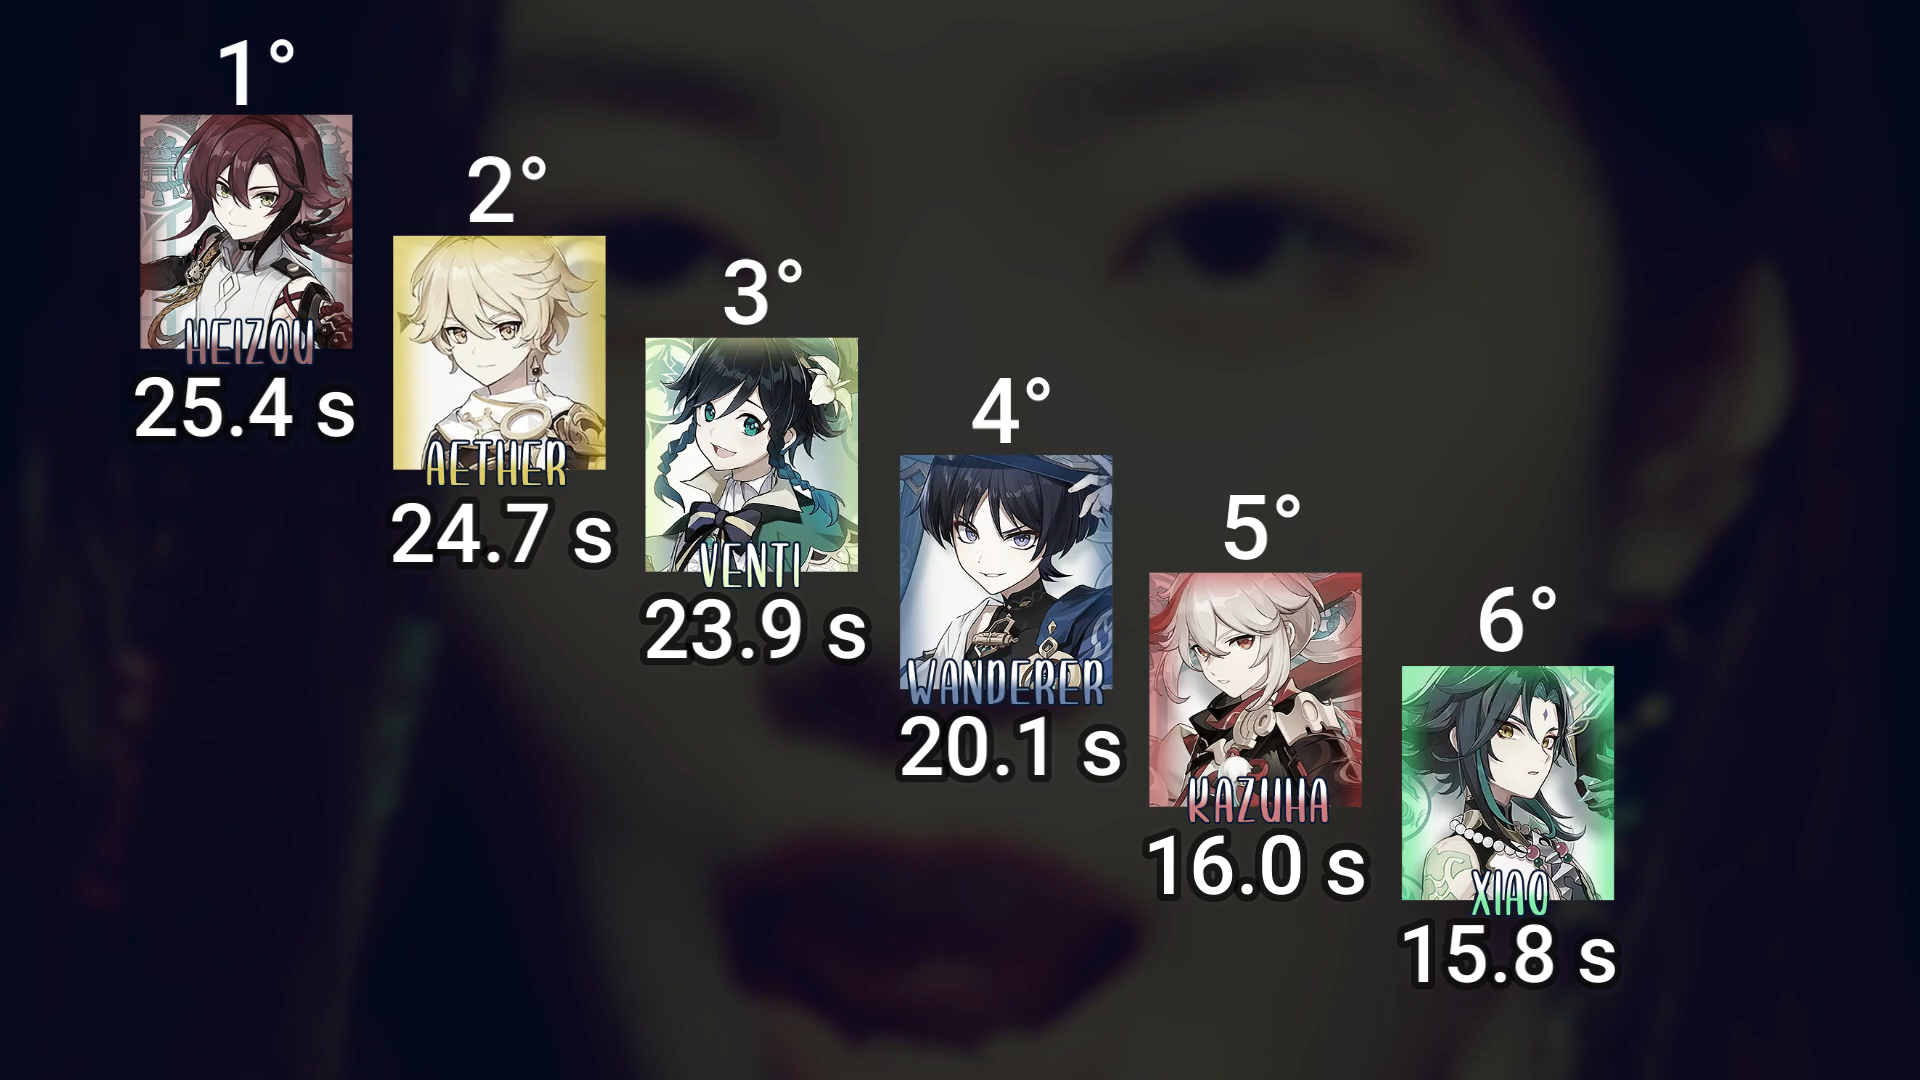 1°
HEIZOU
25.4 s
2°
AETHER
24.7 s
3°
VENTI
23.9 s
4°
WANDERER
20.1 s
5°
KAZUHA
16.0 s
6°
XIAO
15.8 s